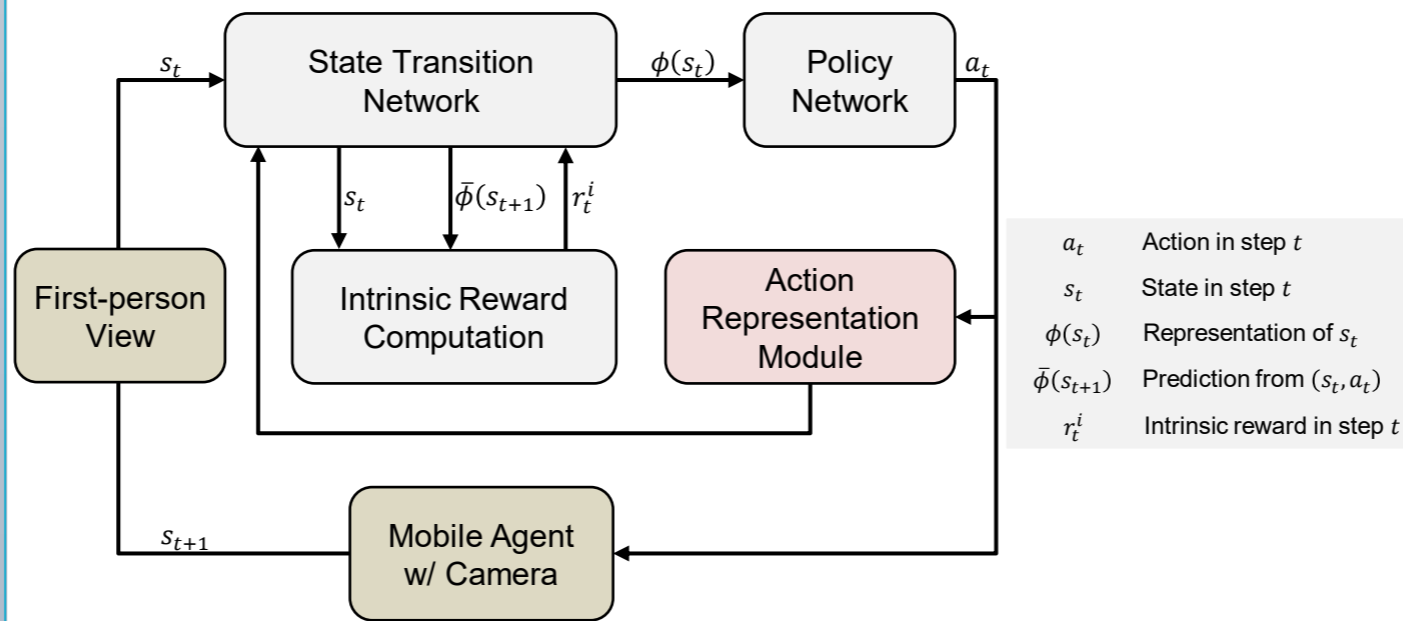 s_t
State Transition
Network
ϕ(s_t)
Policy
Network
a_t
s_t
ϕ̄(s_{t+1})
r_t^i
First-person
View
Intrinsic Reward
Computation
Action
Representation
Module
a_t Action in step t
s_t State in step t
ϕ(s_t) Representation of s_t
ϕ̄(s_{t+1}) Prediction from (s_t, a_t)
r_t^i Intrinsic reward in step t
s_{t+1}
Mobile Agent
w/ Camera